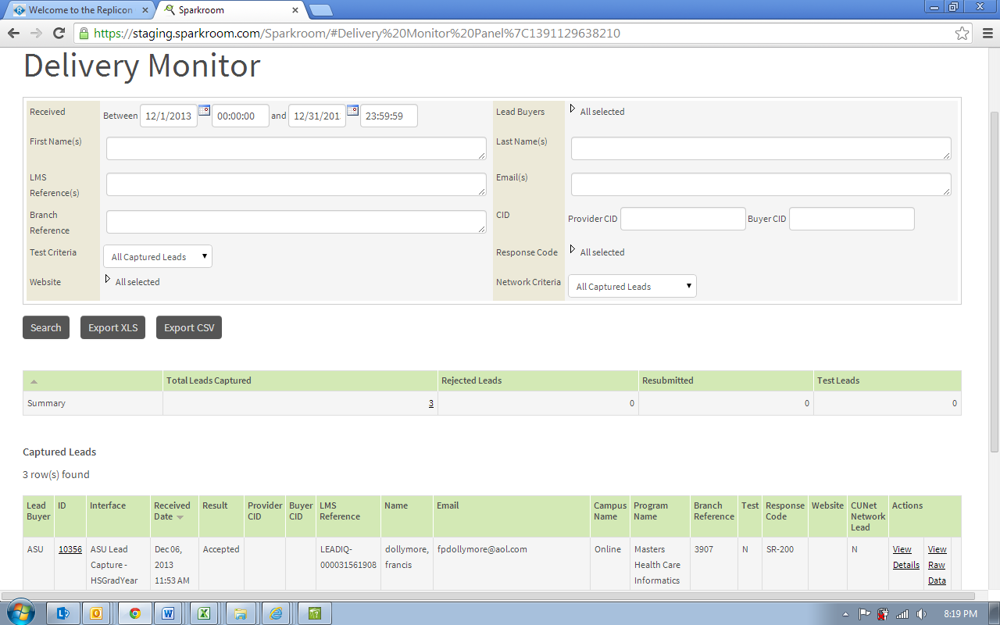 Welcome to the Replicon
Sparkroom
https://staging.sparkroom.com/Sparkroom/#Delivery%20Monitor%20Panel%7C1391129638210
Delivery Monitor
Received Between 12/1/2013 00:00:00 and 12/31/201 23:59:59 Lead Buyers All selected
First Name(s) Last Name(s)
LMS Reference(s) Email(s)
Branch Reference CID Provider CID Buyer CID
Test Criteria All Captured Leads Response Code All selected
Website All selected Network Criteria All Captured Leads
Search Export XLS Export CSV
Total Leads Captured Rejected Leads Resubmitted Test Leads
Summary 3 0 0 0
Captured Leads
3 row(s) found
Lead Buyer ID Interface Received Date Result Provider CID Buyer CID LMS Reference Name Email Campus Name Program Name Branch Reference Test Response Code Website CUNet Network Lead Actions
ASU 10356 ASU Lead Capture - HSGradYear Dec 06, 2013 11:53 AM Accepted LEADIQ-000031561908 dollymore, francis fpdollymore@aol.com Online Masters Health Care Informatics 3907 N SR-200 N View Details View Raw Data
8:19 PM